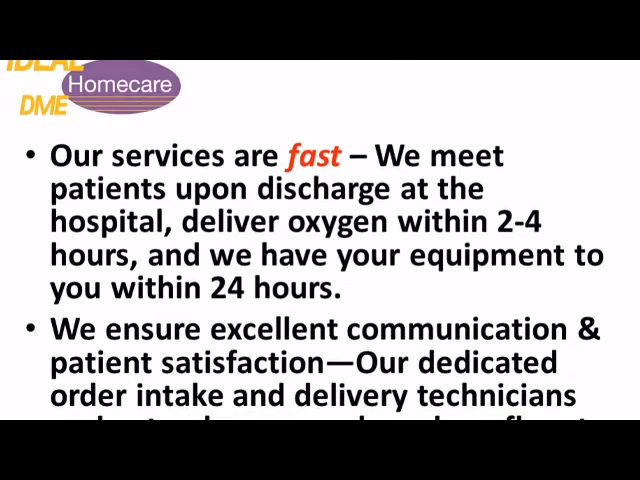 IDEAL
Homecare
DME
• Our services are fast – We meet
patients upon discharge at the
hospital, deliver oxygen within 2-4
hours, and we have your equipment to
you within 24 hours.
• We ensure excellent communication &
patient satisfaction—Our dedicated
order intake and delivery technicians